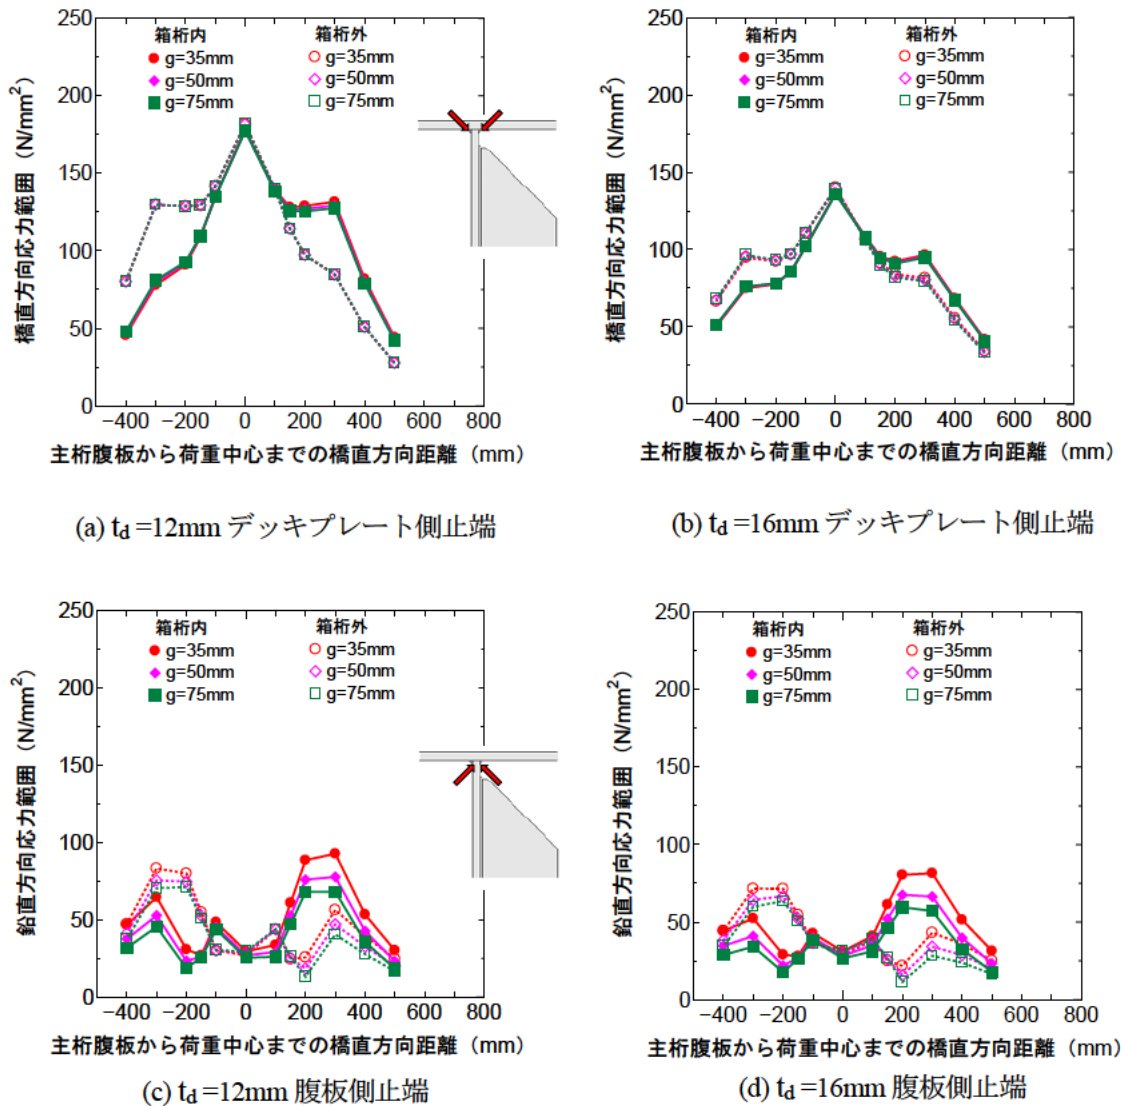 250
200
150
100
50
0
橋直方向応力範囲（N/mm²）
箱桁内 箱桁外
g=35mm g=35mm
g=50mm g=50mm
g=75mm g=75mm
−400 −200 0 200 400 600 800
主桁腹板から荷重中心までの橋直方向距離（mm）
(a) td =12mm デッキプレート側止端
250
200
150
100
50
0
橋直方向応力範囲（N/mm²）
箱桁内 箱桁外
g=35mm g=35mm
g=50mm g=50mm
g=75mm g=75mm
−400 −200 0 200 400 600 800
主桁腹板から荷重中心までの橋直方向距離（mm）
(b) td =16mm デッキプレート側止端
250
200
150
100
50
0
鉛直方向応力範囲（N/mm²）
箱桁内 箱桁外
g=35mm g=35mm
g=50mm g=50mm
g=75mm g=75mm
−400 −200 0 200 400 600 800
主桁腹板から荷重中心までの橋直方向距離（mm）
(c) td =12mm 腹板側止端
250
200
150
100
50
0
鉛直方向応力範囲（N/mm²）
箱桁内 箱桁外
g=35mm g=35mm
g=50mm g=50mm
g=75mm g=75mm
−400 −200 0 200 400 600 800
主桁腹板から荷重中心までの橋直方向距離（mm）
(d) td =16mm 腹板側止端